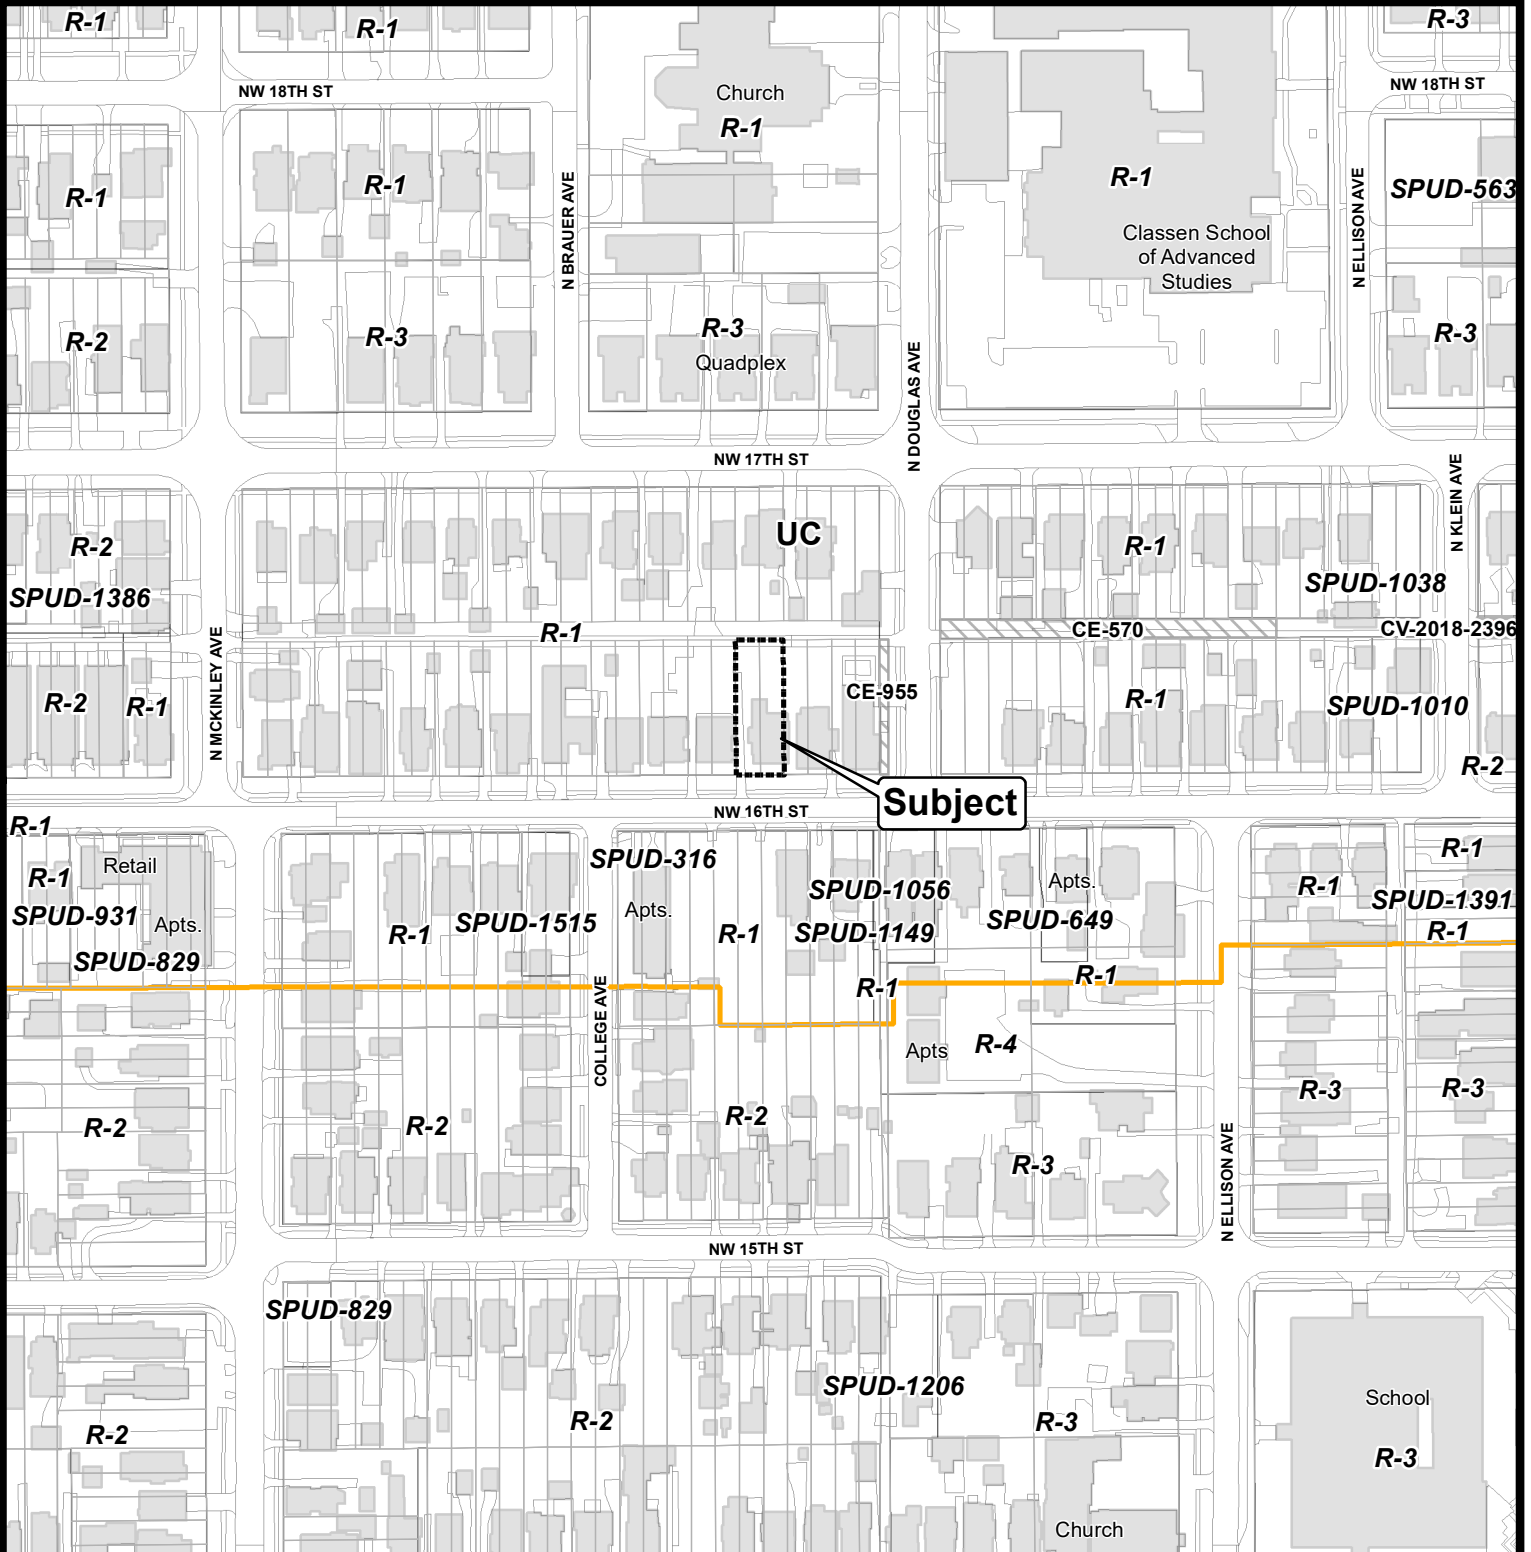 R-1
R-1
R-3
NW 18TH ST
NW 18TH ST
Church
R-1
R-1
R-1
R-1
SPUD-563
N BRAUER AVE
N ELLISON AVE
Classen School
of Advanced
Studies
R-2
R-3
R-3
Quadplex
R-3
N DOUGLAS AVE
NW 17TH ST
N KLEIN AVE
R-2
UC
R-1
SPUD-1386
SPUD-1038
R-1
CE-570
CV-2018-2396
N MCKINLEY AVE
R-2
R-1
CE-955
R-1
SPUD-1010
R-2
Subject
NW 16TH ST
R-1
Retail
R-1
SPUD-931
Apts.
SPUD-829
R-1
SPUD-1515
SPUD-316
Apts.
R-1
SPUD-1056
SPUD-1149
R-1
Apts.
SPUD-649
R-1
R-1
R-1
SPUD-1391
R-1
COLLEGE AVE
Apts
R-4
R-2
R-2
R-2
R-3
R-3
R-3
N ELLISON AVE
NW 15TH ST
SPUD-829
SPUD-1206
R-2
R-2
R-3
School
R-3
Church